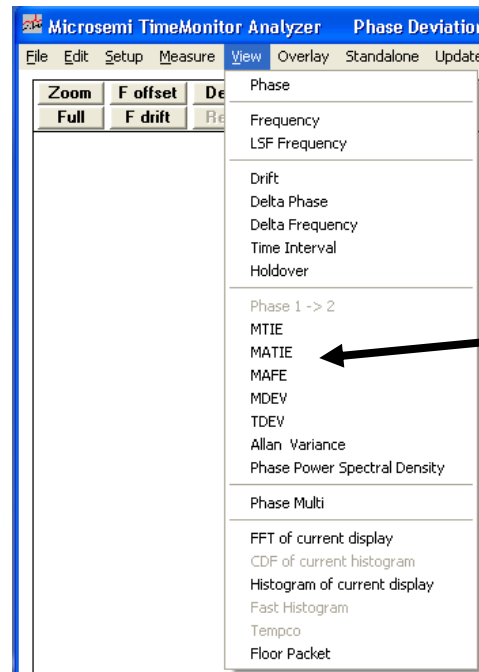 Microsemi TimeMonitor Analyzer Phase Deviation
File Edit Setup Measure View Overlay Standalone Update
Zoom F offset De
Full F drift Re
Phase
Frequency
LSF Frequency
Drift
Delta Phase
Delta Frequency
Time Interval
Holdover
Phase 1 -> 2
MTIE
MATIE
MAFE
MDEV
TDEV
Allan Variance
Phase Power Spectral Density
Phase Multi
FFT of current display
CDF of current histogram
Histogram of current display
Fast Histogram
Tempco
Floor Packet